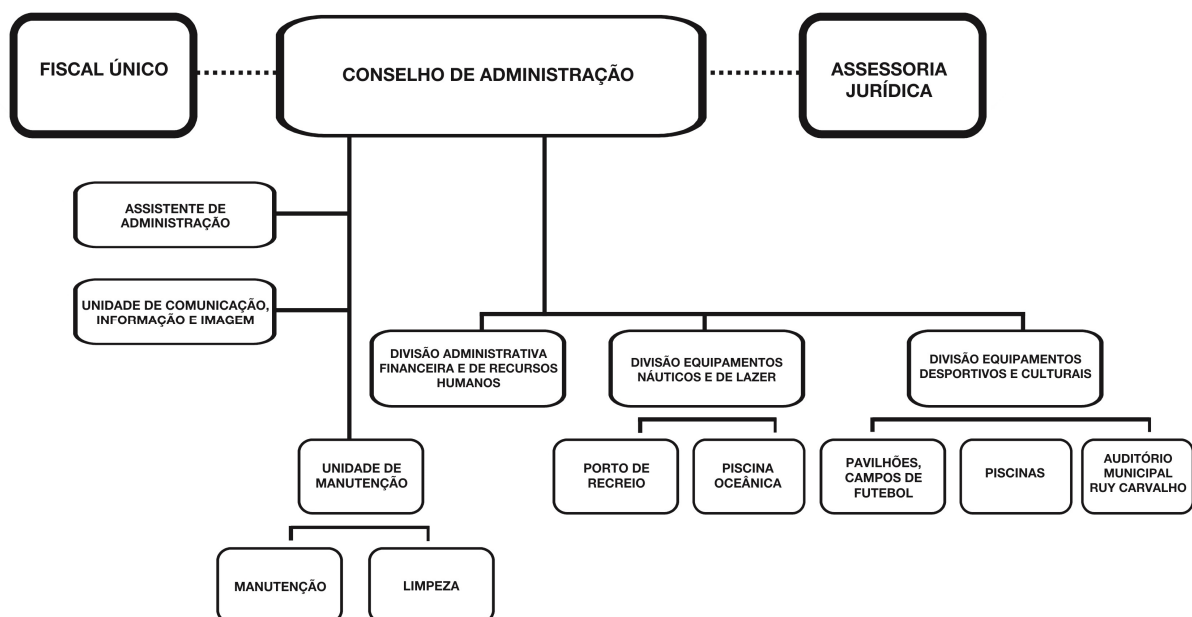 FISCAL ÚNICO
CONSELHO DE ADMINISTRAÇÃO
ASSESSORIA
JURÍDICA
ASSISTENTE DE
ADMINISTRAÇÃO
UNIDADE DE COMUNICAÇÃO,
INFORMAÇÃO E IMAGEM
DIVISÃO ADMINISTRATIVA
FINANCEIRA E DE RECURSOS
HUMANOS
DIVISÃO EQUIPAMENTOS
NÁUTICOS E DE LAZER
DIVISÃO EQUIPAMENTOS
DESPORTIVOS E CULTURAIS
UNIDADE DE
MANUTENÇÃO
PORTO DE
RECREIO
PISCINA
OCEÂNICA
PAVILHÕES,
CAMPOS DE
FUTEBOL
PISCINAS
AUDITÓRIO
MUNICIPAL
RUY CARVALHO
MANUTENÇÃO
LIMPEZA